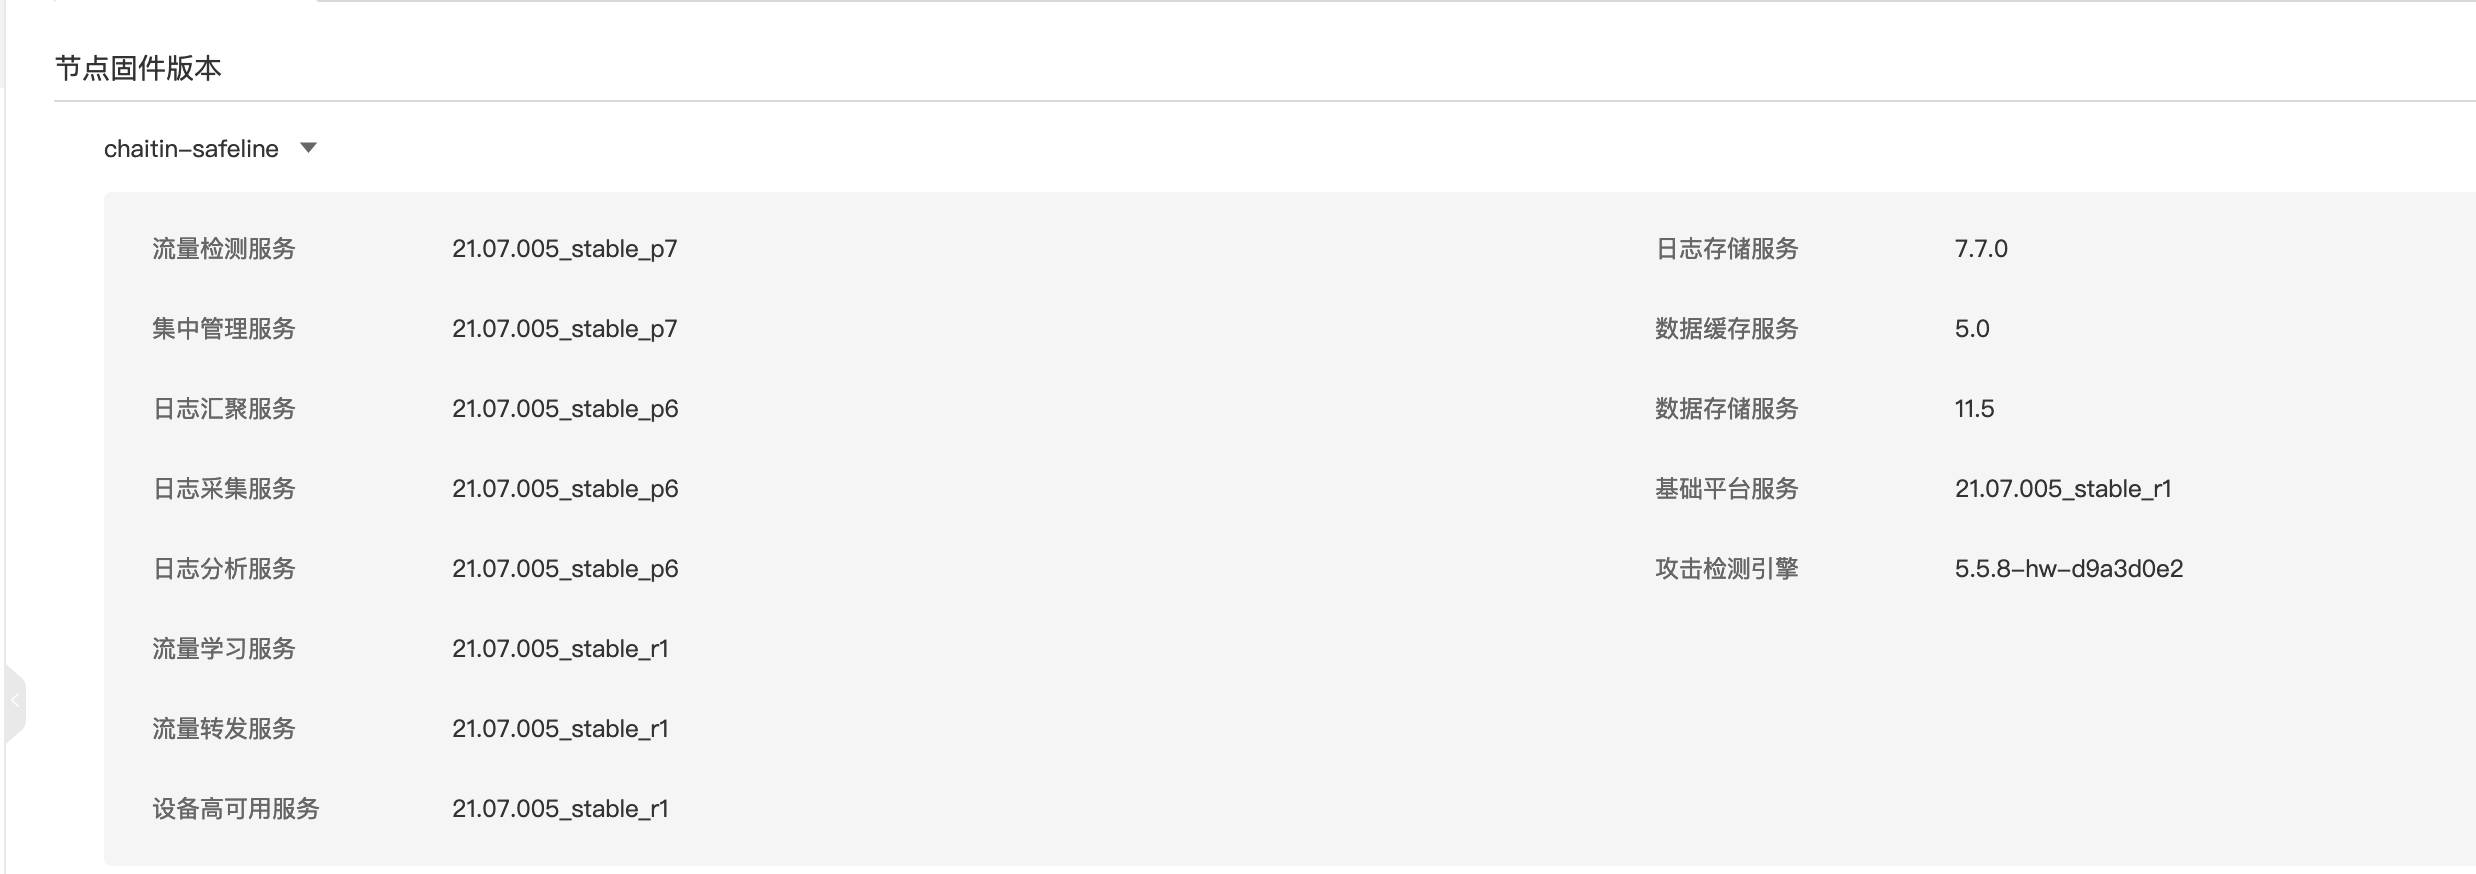 节点固件版本
chaitin-safeline
流量检测服务 21.07.005_stable_p7 日志存储服务 7.7.0
集中管理服务 21.07.005_stable_p7 数据缓存服务 5.0
日志汇聚服务 21.07.005_stable_p6 数据存储服务 11.5
日志采集服务 21.07.005_stable_p6 基础平台服务 21.07.005_stable_r1
日志分析服务 21.07.005_stable_p6 攻击检测引擎 5.5.8-hw-d9a3d0e2
流量学习服务 21.07.005_stable_r1
流量转发服务 21.07.005_stable_r1
设备高可用服务 21.07.005_stable_r1